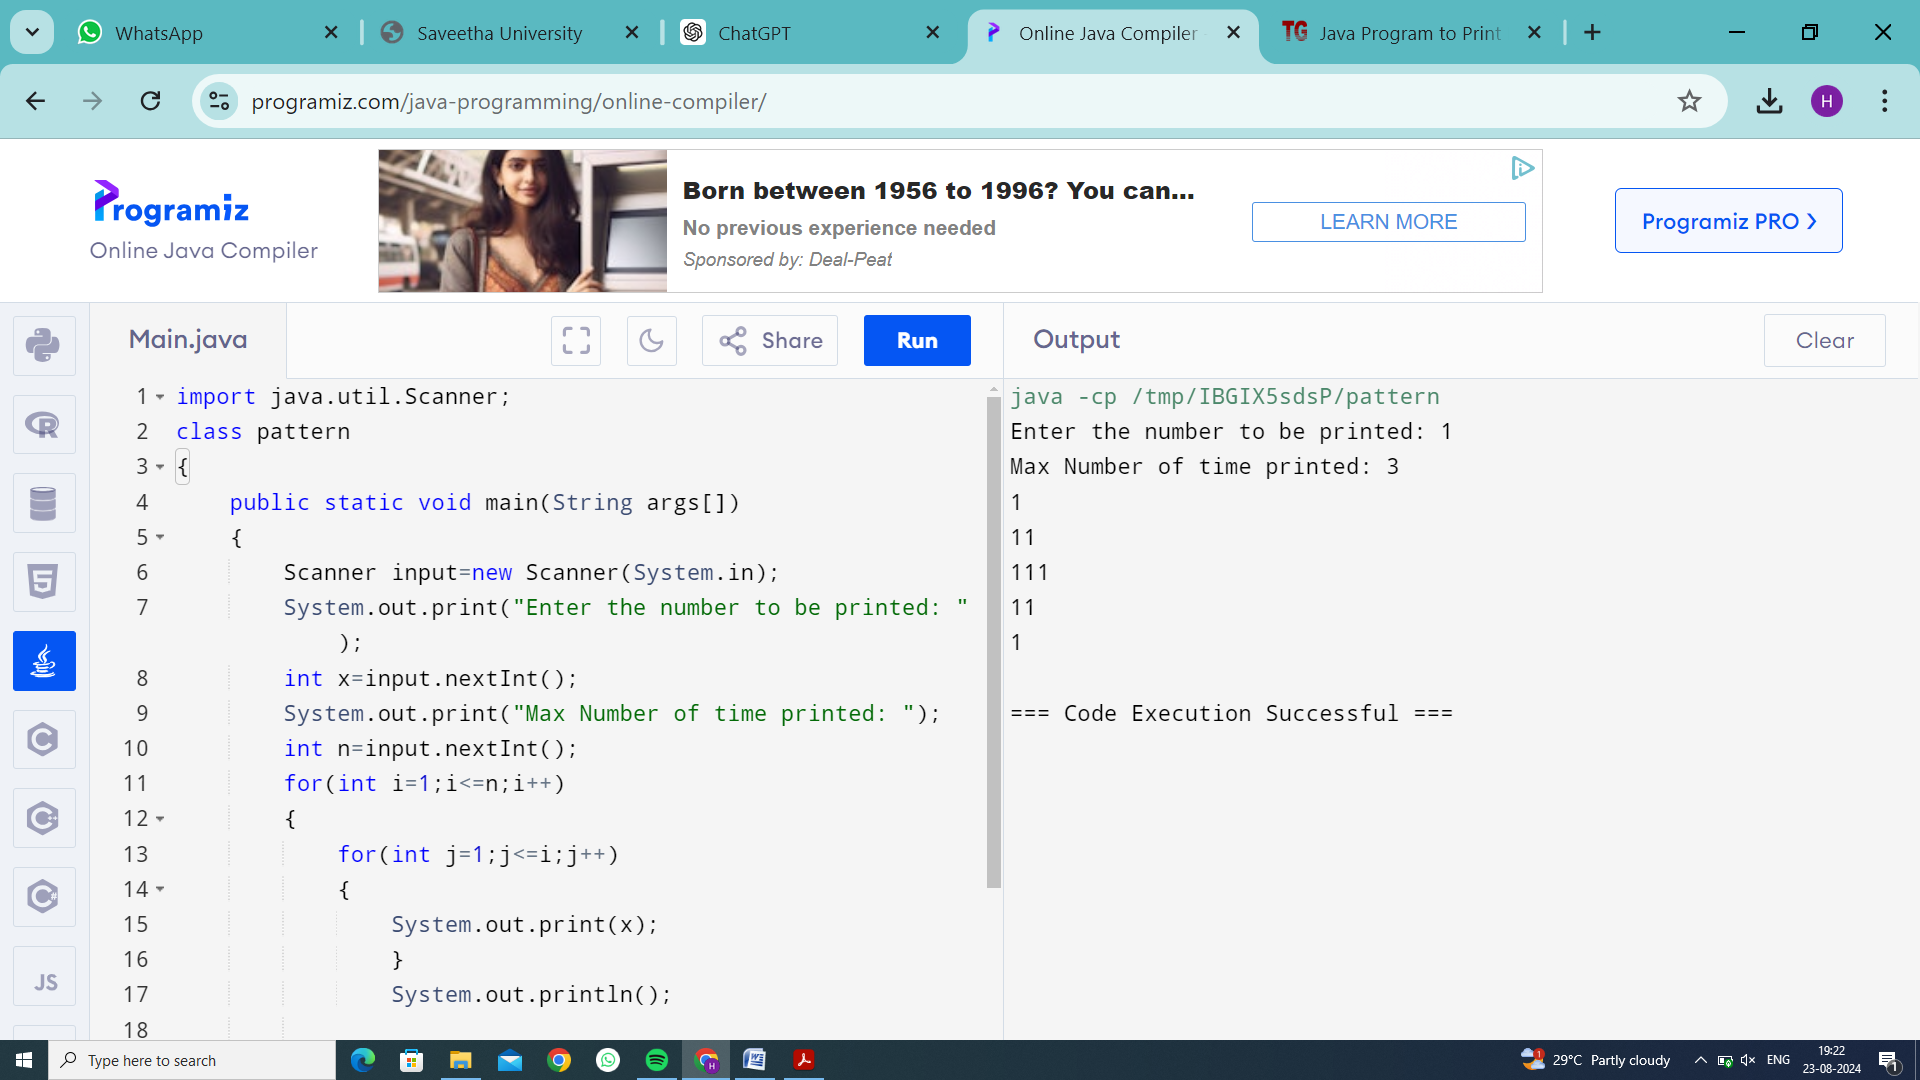 WhatsApp
Saveetha University
ChatGPT
Online Java Compiler -
TG Java Program to Print
programiz.com/java-programming/online-compiler/
H
Programiz
Online Java Compiler
Born between 1956 to 1996? You can...
No previous experience needed
Sponsored by: Deal-Peat
LEARN MORE
Programiz PRO
Main.java
Share
Run
Output
Clear
1 import java.util.Scanner;
2 class pattern
3 {
4 public static void main(String args[])
5 {
6 Scanner input=new Scanner(System.in);
7 System.out.print("Enter the number to be printed: "
);
8 int x=input.nextInt();
9 System.out.print("Max Number of time printed: ");
10 int n=input.nextInt();
11 for(int i=1;i<=n;i++)
12 {
13 for(int j=1;j<=i;j++)
14 {
15 System.out.print(x);
16 }
17 System.out.println();
18
java -cp /tmp/IBGIX5sdsP/pattern
Enter the number to be printed: 1
Max Number of time printed: 3
1
11
111
11
1
=== Code Execution Successful ===
JS
Type here to search
29°C Partly cloudy
ENG
19:22
23-08-2024
1